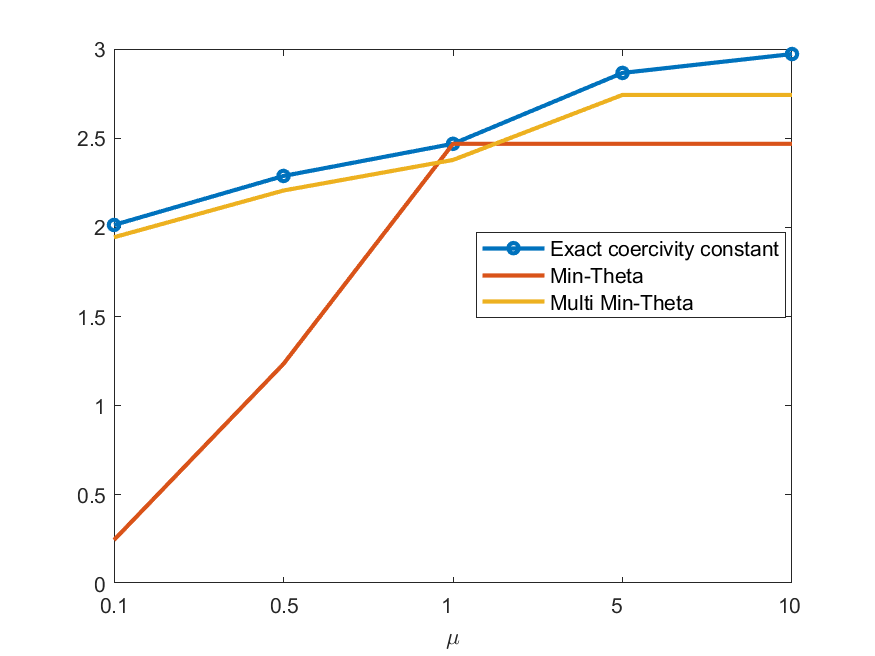 3
2.5
2
1.5
1
0.5
0
0.1 0.5 1 5 10
μ
Exact coercivity constant
Min-Theta
Multi Min-Theta